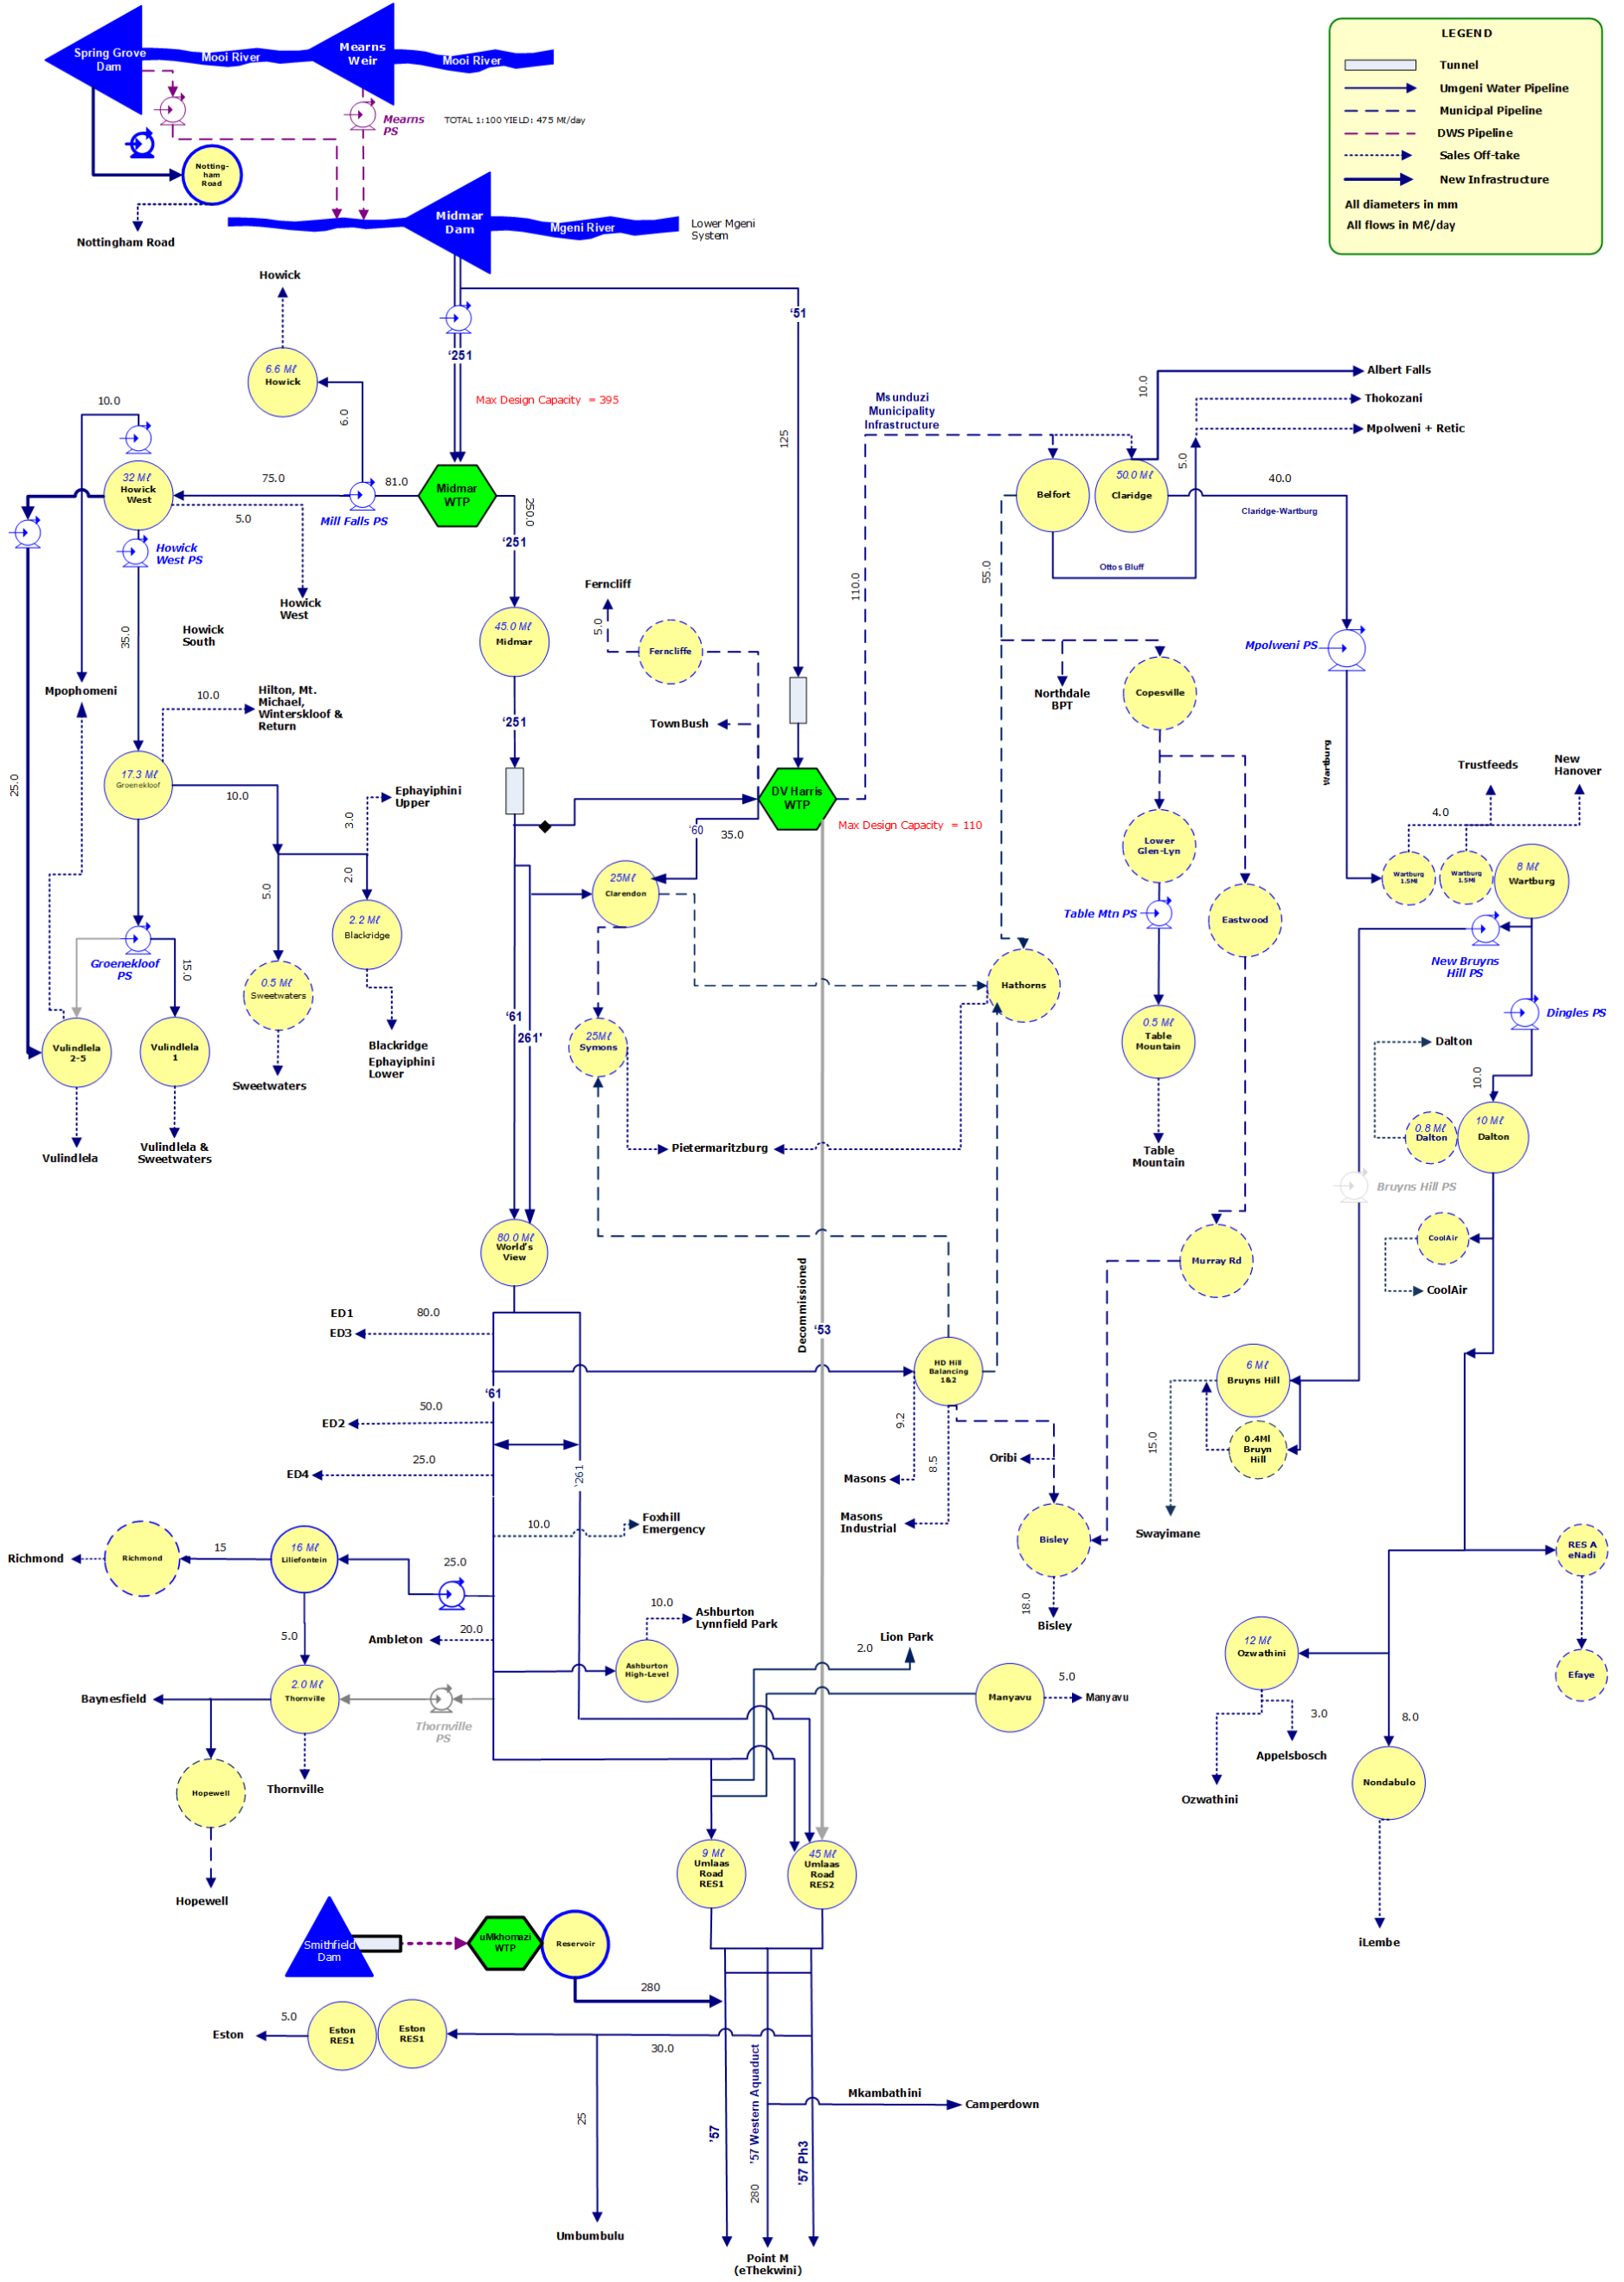 Spring Grove
Dam
Mooi River
Mearns
Weir
Mooi River
Mearns
PS
TOTAL 1:100 YIELD: 475 Mℓ/day
Notting-
ham
Road
Nottingham Road
Midmar
Dam
Mgeni River
Lower Mgeni
System
LEGEND
Tunnel
Umgeni Water Pipeline
Municipal Pipeline
DWS Pipeline
Sales Off-take
New Infrastructure
All diameters in mm
All flows in Mℓ/day
Howick
6.6 Mℓ
Howick
6.0
‘251
‘51
Max Design Capacity = 395
125
10.0
32 Mℓ
Howick
West
75.0
81.0
Midmar
WTP
250.0
5.0
Mill Falls PS
Howick
West PS
Howick
West
‘251
35.0
Howick
South
45.0 Mℓ
Midmar
‘251
Mpophomeni
10.0
Hilton, Mt.
Michael,
Winterskloof &
Return
25.0
17.3 Mℓ
Groenekloof
10.0
3.0
Ephayiphini
Upper
5.0
2.0
2.2 Mℓ
Blackridge
Groenekloof
PS
15.0
0.5 Mℓ
Sweetwaters
Vulindlela
2-5
Vulindlela
1
Blackridge
Ephayiphini
Lower
Sweetwaters
Vulindlela
Vulindlela &
Sweetwaters
Msunduzi
Municipality
Infrastructure
110.0
Ferncliff
5.0
Ferncliffe
TownBush
DV Harris
WTP
Max Design Capacity = 110
‘60
35.0
25Mℓ
Clarendon
‘61
261'
25Mℓ
Symons
Pietermaritzburg
Hathorns
Belfort
50.0 Mℓ
Claridge
10.0
Albert Falls
Thokozani
Mpolweni + Retic
5.0
40.0
Claridge-Wartburg
Ottos Bluff
55.0
Mpolweni PS
Northdale
BPT
Copesville
Lower
Glen-Lyn
Eastwood
Table Mtn PS
0.5 Mℓ
Table
Mountain
Table
Mountain
Murray Rd
Wartburg
Trustfeeds
New
Hanover
4.0
Wartburg
1.5Ml
Wartburg
1.5Ml
8 Mℓ
Wartburg
New Bruyns
Hill PS
Dingles PS
Dalton
10.0
0.8 Mℓ
Dalton
10 Mℓ
Dalton
Bruyns Hill PS
CoolAir
CoolAir
6 Mℓ
Bruyns Hill
0.4Ml
Bruyn
Hill
15.0
Swayimane
80.0 Mℓ
World's
View
ED1
80.0
ED3
‘61
50.0
ED2
25.0
ED4
‘261
Decommissioned
‘53
HD Hill
Balancing
1&2
9.2
8.5
Masons
Masons
Industrial
Oribi
Bisley
18.0
Bisley
10.0
Foxhill
Emergency
Richmond
Richmond
15
16 Mℓ
Liliefontein
25.0
5.0
Ambleton
20.0
10.0
Ashburton
Lynnfield Park
Ashburton
High-Level
2.0
Lion Park
Manyavu
5.0
Manyavu
Baynesfield
2.0 Mℓ
Thornville
Thornville
PS
Hopewell
Thornville
Hopewell
RES A
eNadi
Efaye
12 Mℓ
Ozwathini
3.0
8.0
Appelsbosch
Ozwathini
Nondabulo
iLembe
9 Mℓ
Umlaas
Road
RES1
45 Mℓ
Umlaas
Road
RES2
Smithfield
Dam
uMkhomazi
WTP
Reservoir
280
Eston
5.0
Eston
RES1
Eston
RES1
30.0
25
Umbumbulu
Mkambathini
Camperdown
’57
’57 Western Aquaduct
280
’57 Ph3
Point M
(eThekwini)